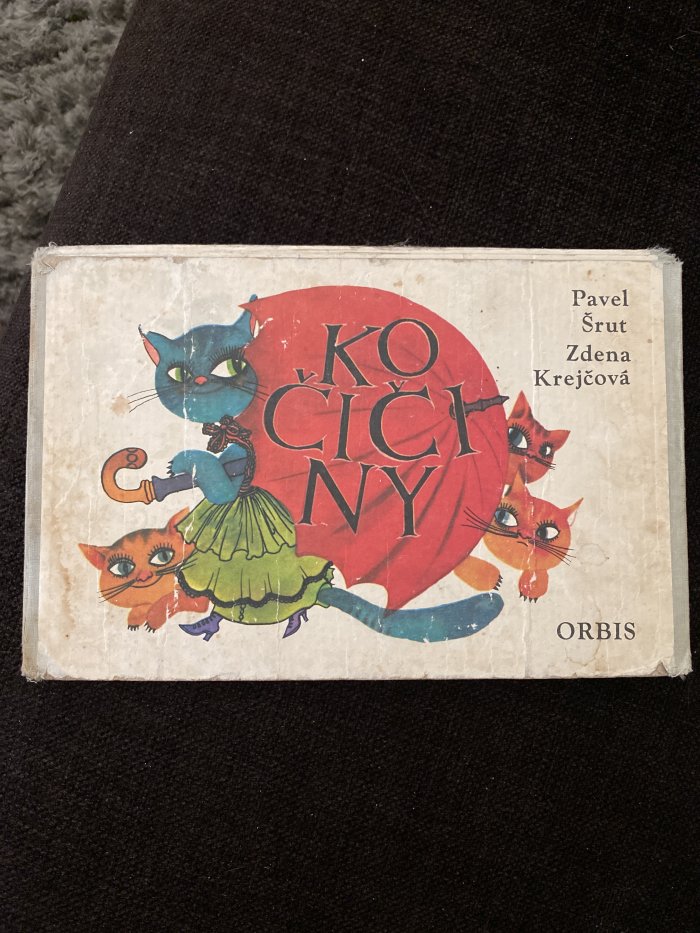 KO
ČIČI
NY
Pavel
Šrut
Zdena
Krejčová
ORBIS